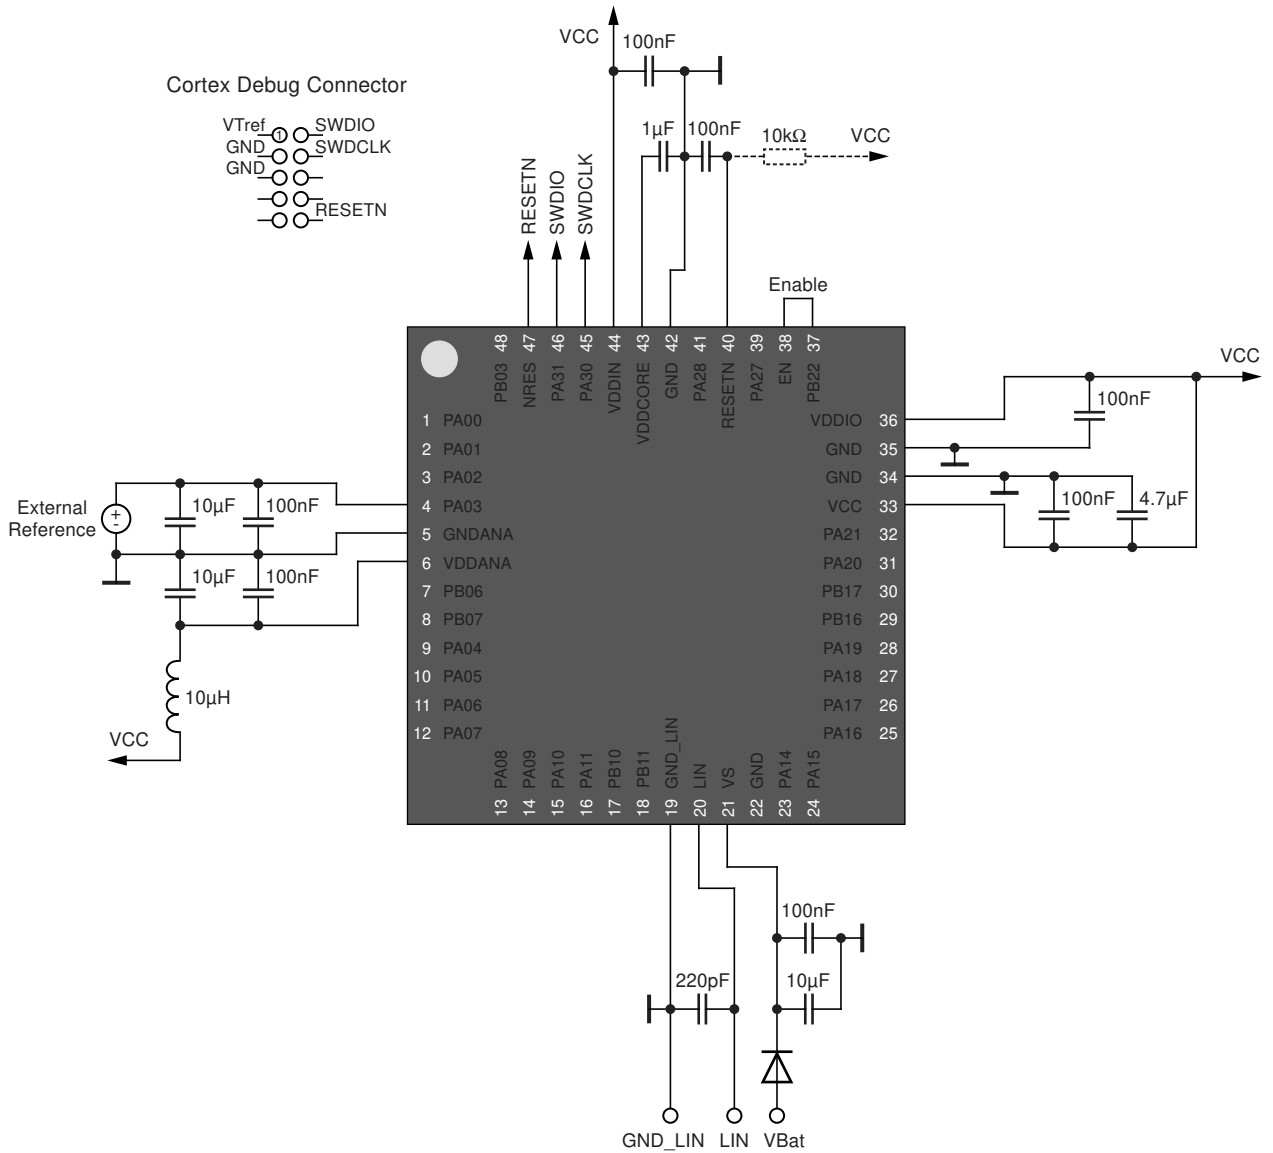 VCC
100nF
Cortex Debug Connector
VTref 1 SWDIO
GND SWDCLK
GND
RESETN
1µF 100nF 10kΩ VCC
RESETN
SWDIO
SWDCLK
Enable
48 47 46 45 44 43 42 41 40 39 38 37
PB03 NRES PA31 PA30 VDDIN VDDCORE GND PA28 RESETN PA27 EN PB22
VCC
100nF
1 PA00
2 PA01
3 PA02
4 PA03
5 GNDANA
6 VDDANA
7 PB06
8 PB07
9 PA04
10 PA05
11 PA06
12 PA07
VDDIO 36
GND 35
GND 34
VCC 33
PA21 32
PA20 31
PB17 30
PB16 29
PA19 28
PA18 27
PA17 26
PA16 25
External
Reference
+
-
10µF 100nF
10µF 100nF
10µH
VCC
100nF 4.7µF
PA08 PA09 PA10 PA11 PB10 PB11 GND_LIN LIN VS GND PA14 PA15
13 14 15 16 17 18 19 20 21 22 23 24
100nF
220pF 10µF
GND_LIN LIN VBat